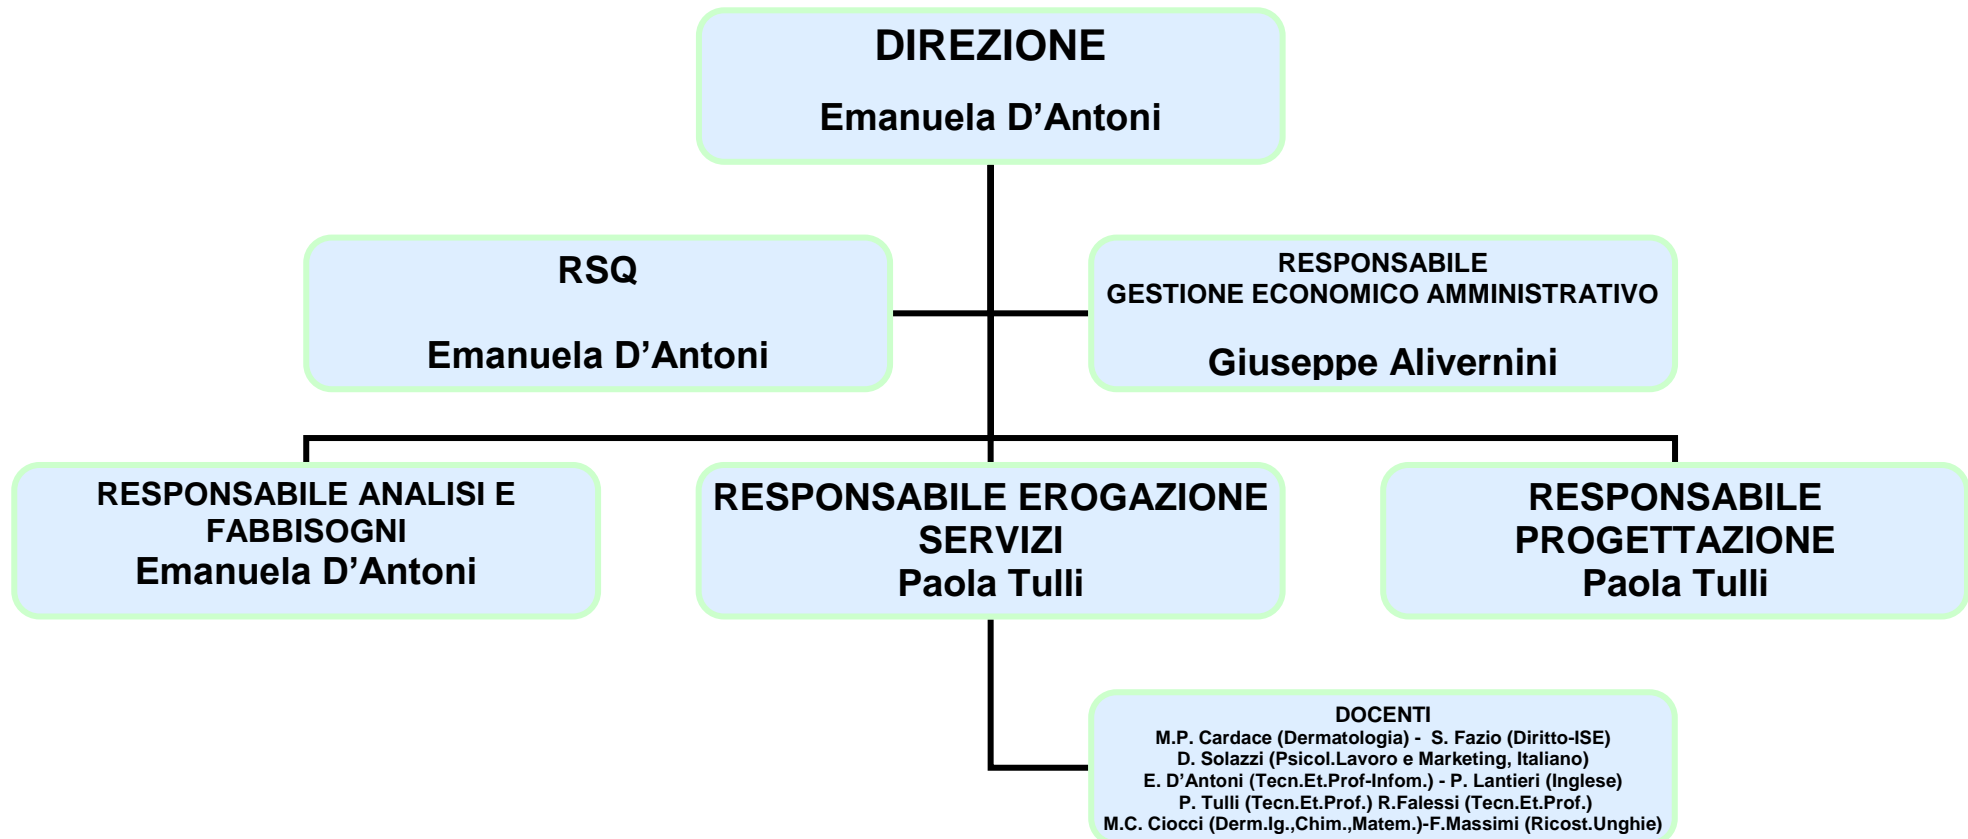 DIREZIONE
Emanuela D’Antoni
RSQ
Emanuela D’Antoni
RESPONSABILE
GESTIONE ECONOMICO AMMINISTRATIVO
Giuseppe Alivernini
RESPONSABILE ANALISI E
FABBISOGNI
Emanuela D’Antoni
RESPONSABILE EROGAZIONE
SERVIZI
Paola Tulli
RESPONSABILE
PROGETTAZIONE
Paola Tulli
DOCENTI
M.P. Cardace (Dermatologia) - S. Fazio (Diritto-ISE)
D. Solazzi (Psicol.Lavoro e Marketing, Italiano)
E. D’Antoni (Tecn.Et.Prof-Infom.) - P. Lantieri (Inglese)
P. Tulli (Tecn.Et.Prof.) R.Falessi (Tecn.Et.Prof.)
M.C. Ciocci (Derm.Ig.,Chim.,Matem.)-F.Massimi (Ricost.Unghie)